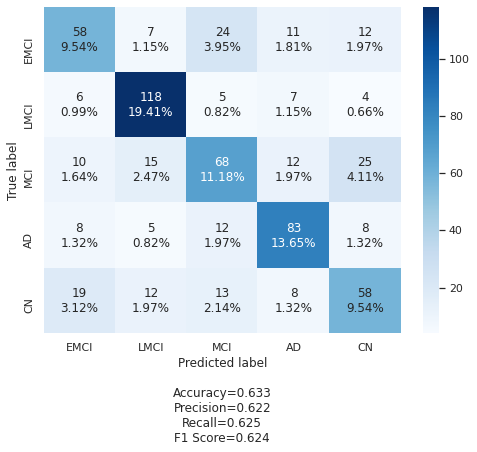 58 7 24 11 12
9.54% 1.15% 3.95% 1.81% 1.97%
EMCI
100
6 118 5 7 4
0.99% 19.41% 0.82% 1.15% 0.66%
LMCI
80
10 15 68 12 25
1.64% 2.47% 11.18% 1.97% 4.11%
MCI
True label
60
8 5 12 83 8
1.32% 0.82% 1.97% 13.65% 1.32%
AD
40
19 12 13 8 58
3.12% 1.97% 2.14% 1.32% 9.54%
CN
20
EMCI LMCI MCI AD CN
Predicted label
Accuracy=0.633
Precision=0.622
Recall=0.625
F1 Score=0.624